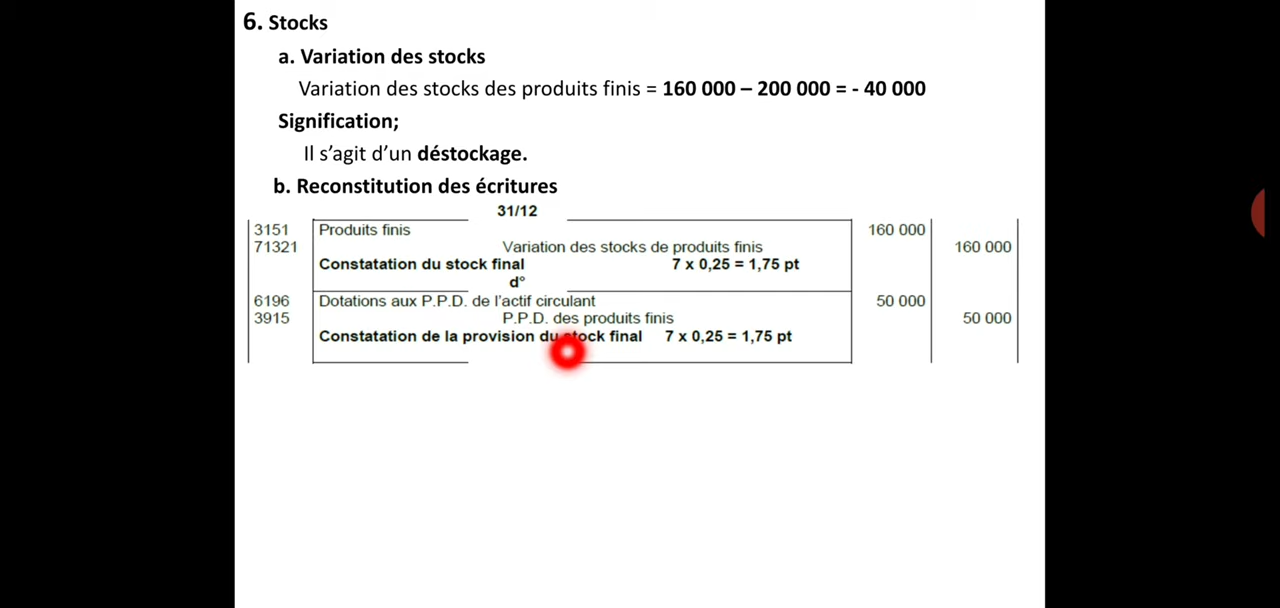 6. Stocks
a. Variation des stocks
Variation des stocks des produits finis = 160 000 – 200 000 = - 40 000
Signification;
Il s’agit d’un déstockage.
b. Reconstitution des écritures
31/12
3151 Produits finis 160 000
71321 Variation des stocks de produits finis 160 000
Constatation du stock final 7 x 0,25 = 1,75 pt
d°
6196 Dotations aux P.P.D. de l’actif circulant 50 000
3915 P.P.D. des produits finis 50 000
Constatation de la provision du stock final 7 x 0,25 = 1,75 pt